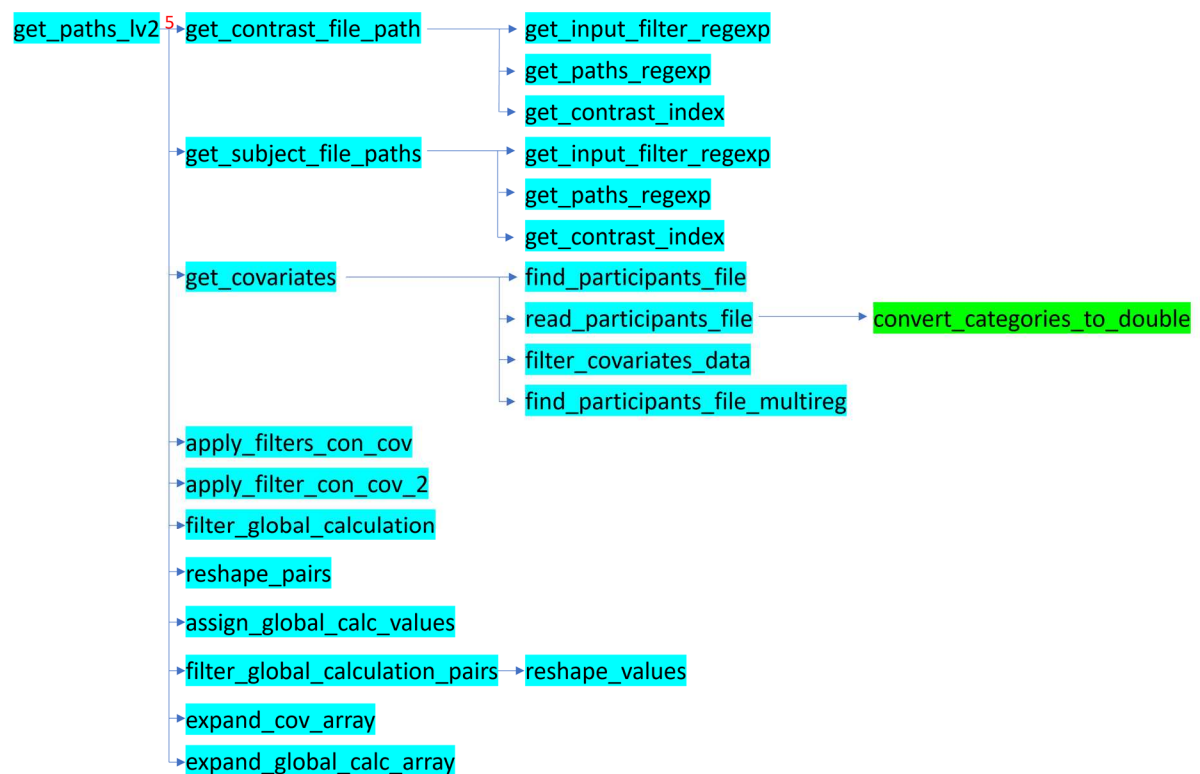 get_paths_lv2 5 get_contrast_file_path get_input_filter_regexp
get_paths_regexp
get_contrast_index
get_subject_file_paths get_input_filter_regexp
get_paths_regexp
get_contrast_index
get_covariates find_participants_file
read_participants_file convert_categories_to_double
filter_covariates_data
find_participants_file_multireg
apply_filters_con_cov
apply_filter_con_cov_2
filter_global_calculation
reshape_pairs
assign_global_calc_values
filter_global_calculation_pairs reshape_values
expand_cov_array
expand_global_calc_array